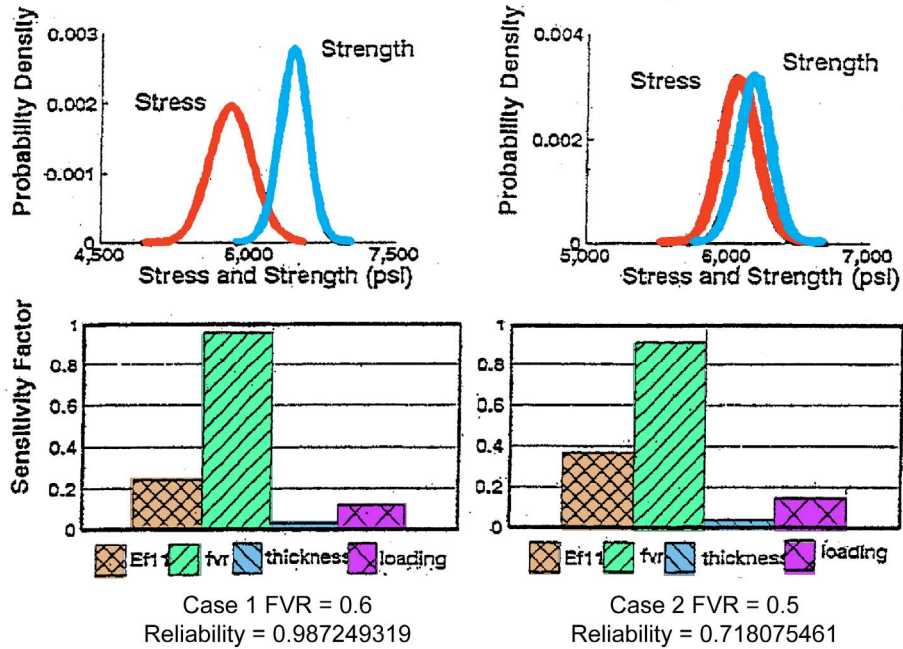 Probability Density
0.003
0.002
0.001
0
Stress
Strength
4,500
6,000
7,500
Stress and Strength (psi)
Probability Density
0.004
0.002
0
Stress
Strength
5,000
6,000
7,000
Stress and Strength (psi)
Sensitivity Factor
1
0.8
0.6
0.4
0.2
0
Ef11 fvr thickness loading
1
0.8
0.6
0.4
0.2
0
Ef11 fvr thickness loading
Case 1 FVR = 0.6
Reliability = 0.987249319
Case 2 FVR = 0.5
Reliability = 0.718075461